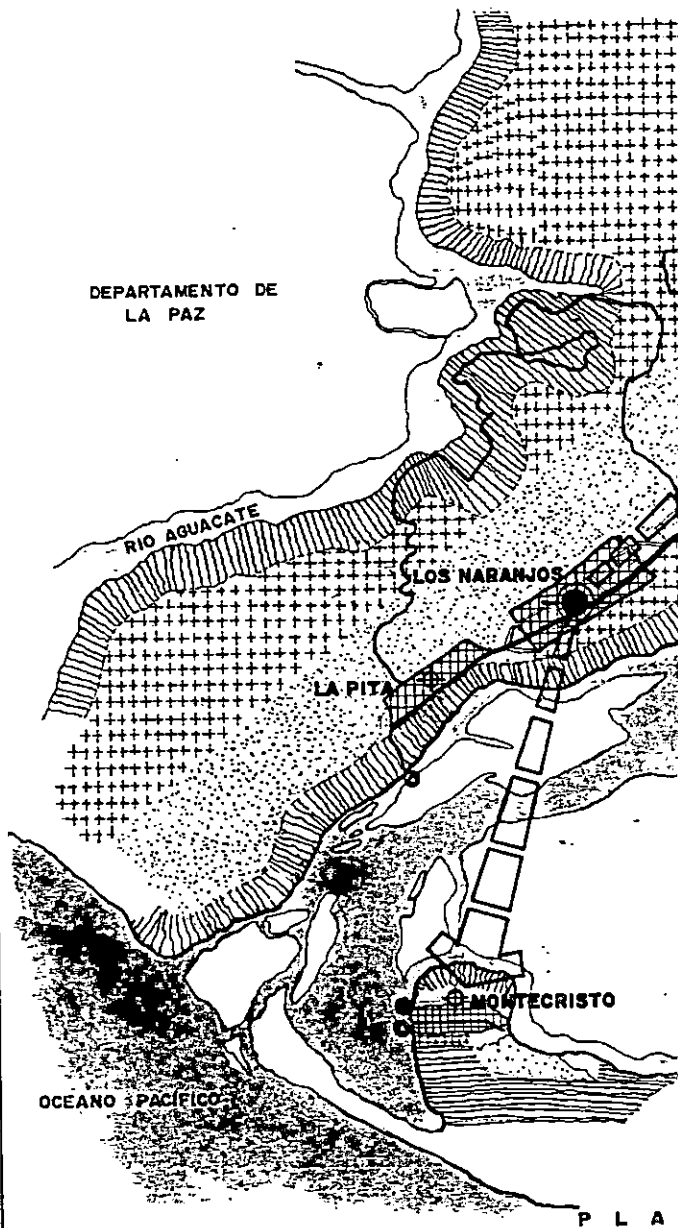 DEPARTAMENTO DE
LA PAZ
RIO AGUACATE
LOS NARANJOS
LA PITA
MONTECRISTO
OCEANO PACIFICO
P L A